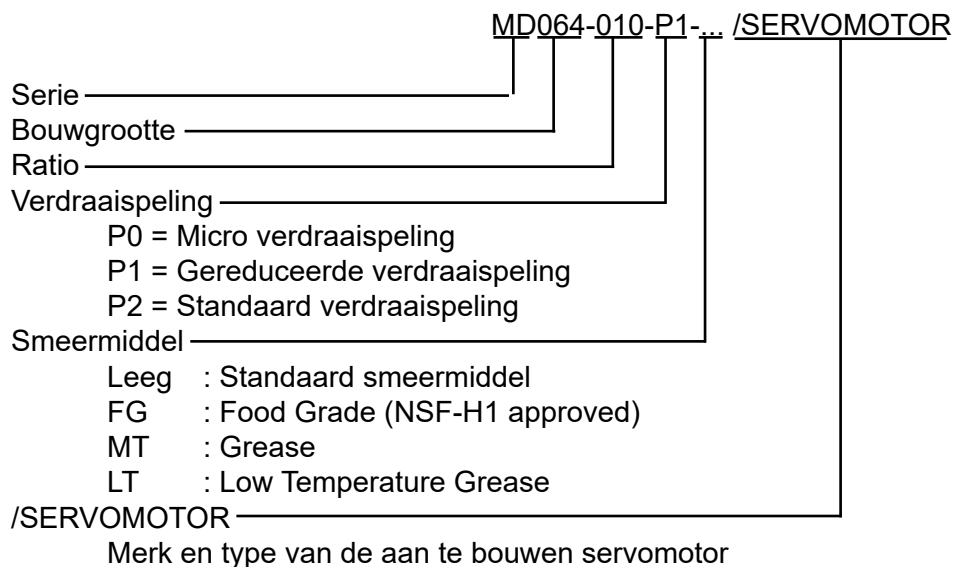 MD064-010-P1-... /SERVOMOTOR
Serie
Bouwgrootte
Ratio
Verdraaispeling
P0 = Micro verdraaispeling
P1 = Gereduceerde verdraaispeling
P2 = Standaard verdraaispeling
Smeermiddel
Leeg : Standaard smeermiddel
FG : Food Grade (NSF-H1 approved)
MT : Grease
LT : Low Temperature Grease
/SERVOMOTOR
Merk en type van de aan te bouwen servomotor